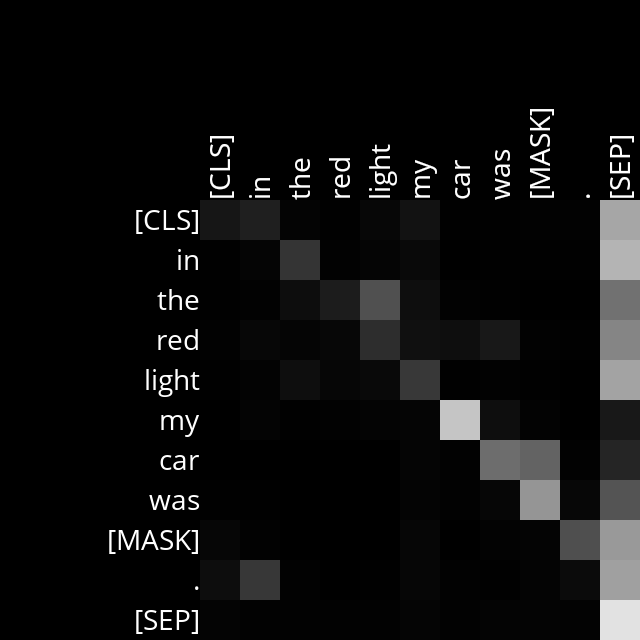 [CLS] in the red light my car was [MASK] . [SEP]
[CLS]
in
the
red
light
my
car
was
[MASK]
.
[SEP]